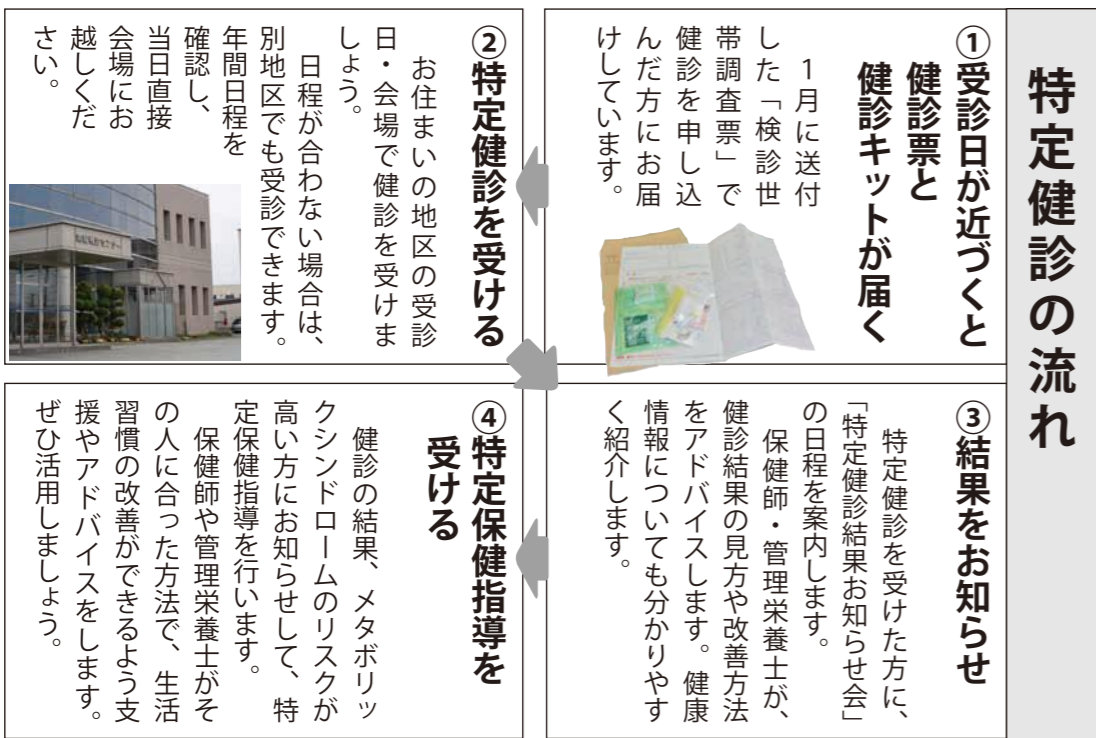 特定健診の流れ
①受診日が近づくと
健診票と
健診キットが届く
1月に送付
した「検診世
帯調査票」で
健診を申し込
んだ方にお届
けしています。
②特定健診を受ける
お住まいの地区の受診
日・会場で健診を受けま
しょう。
日程が合わない場合は、
別地区でも受診できます。
年間日程を
確認し、
当日直接
会場にお
越しくだ
さい。
③結果をお知らせ
特定健診を受けた方に、
「特定健診結果お知らせ会」
の日程を案内します。
保健師・管理栄養士が、
健診結果の見方や改善方法
をアドバイスします。健康
情報についても分かりやす
く紹介します。
④特定保健指導を
受ける
健診の結果、メタボリッ
クシンドロームのリスクが
高い方にお知らせして、特
定保健指導を行います。
保健師や管理栄養士がそ
の人に合った方法で、生活
習慣の改善ができるよう支
援やアドバイスをします。
ぜひ活用しましょう。